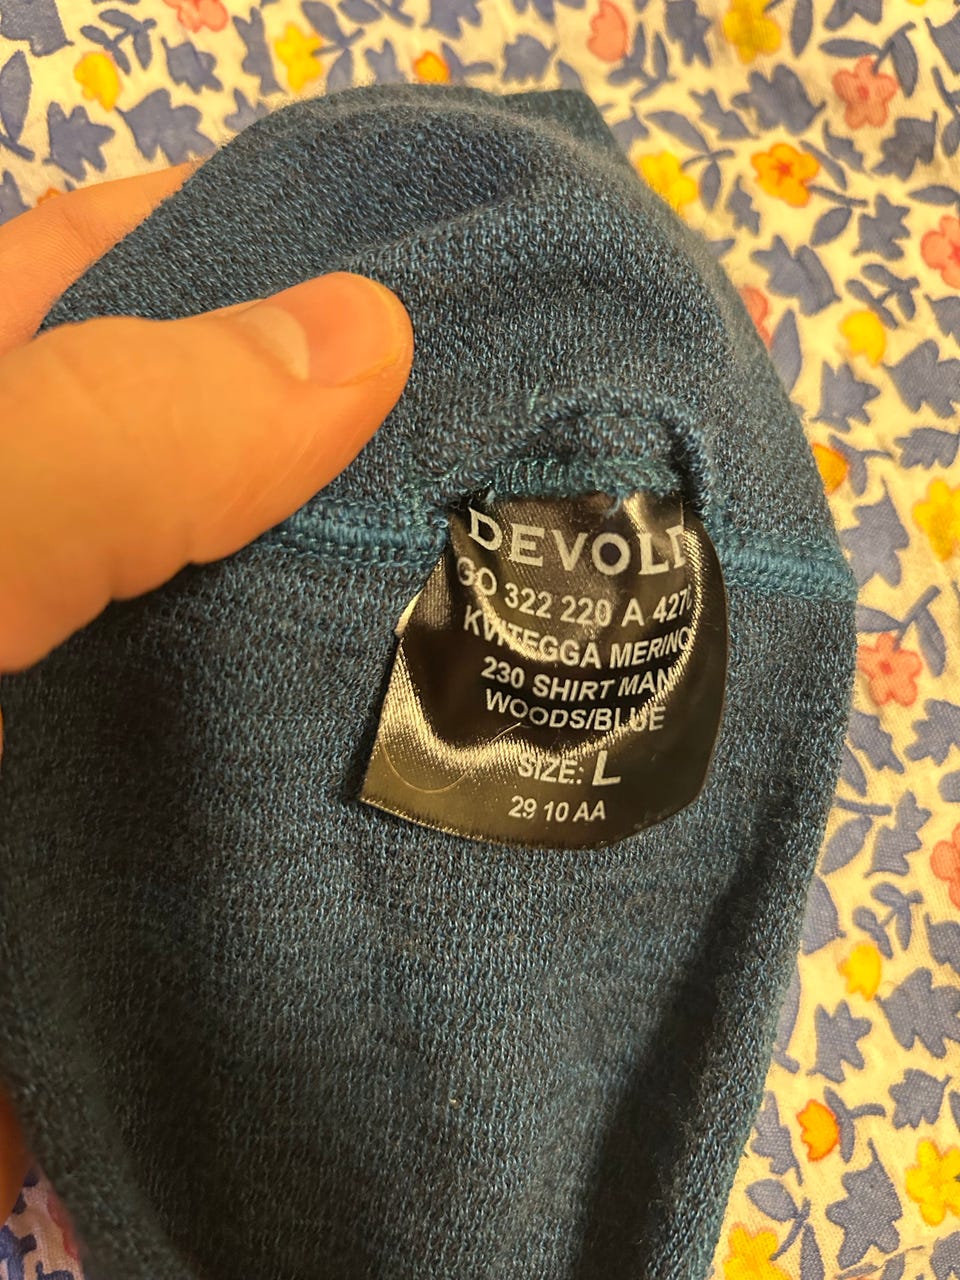 DEVOLD
GO 322 220 A 427
KVITEGGA MERINO
230 SHIRT MAN
WOODS/BLUE
SIZE: L
29 10 AA